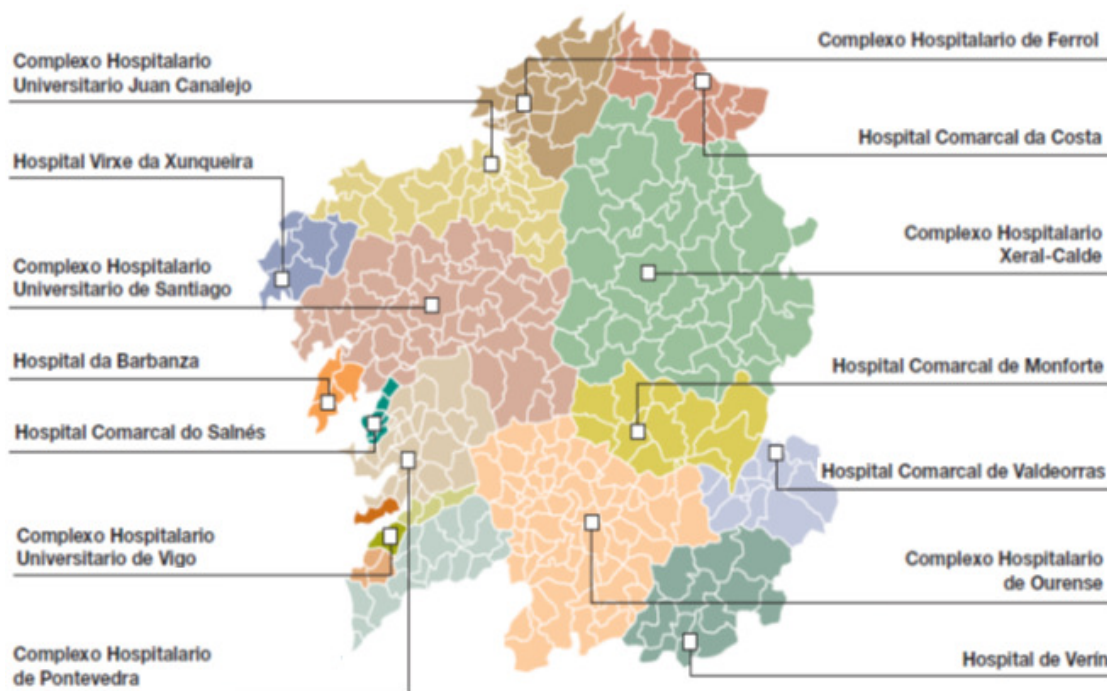 Complexo Hospitalario
Universitario Juan Canalejo
Hospital Virxe da Xunqueira
Complexo Hospitalario
Universitario de Santiago
Hospital da Barbanza
Hospital Comarcal do Salnés
Complexo Hospitalario
Universitario de Vigo
Complexo Hospitalario
de Pontevedra
Complexo Hospitalario de Ferrol
Hospital Comarcal da Costa
Complexo Hospitalario
Xeral-Calde
Hospital Comarcal de Monforte
Hospital Comarcal de Valdeorras
Complexo Hospitalario
de Ourense
Hospital de Verín